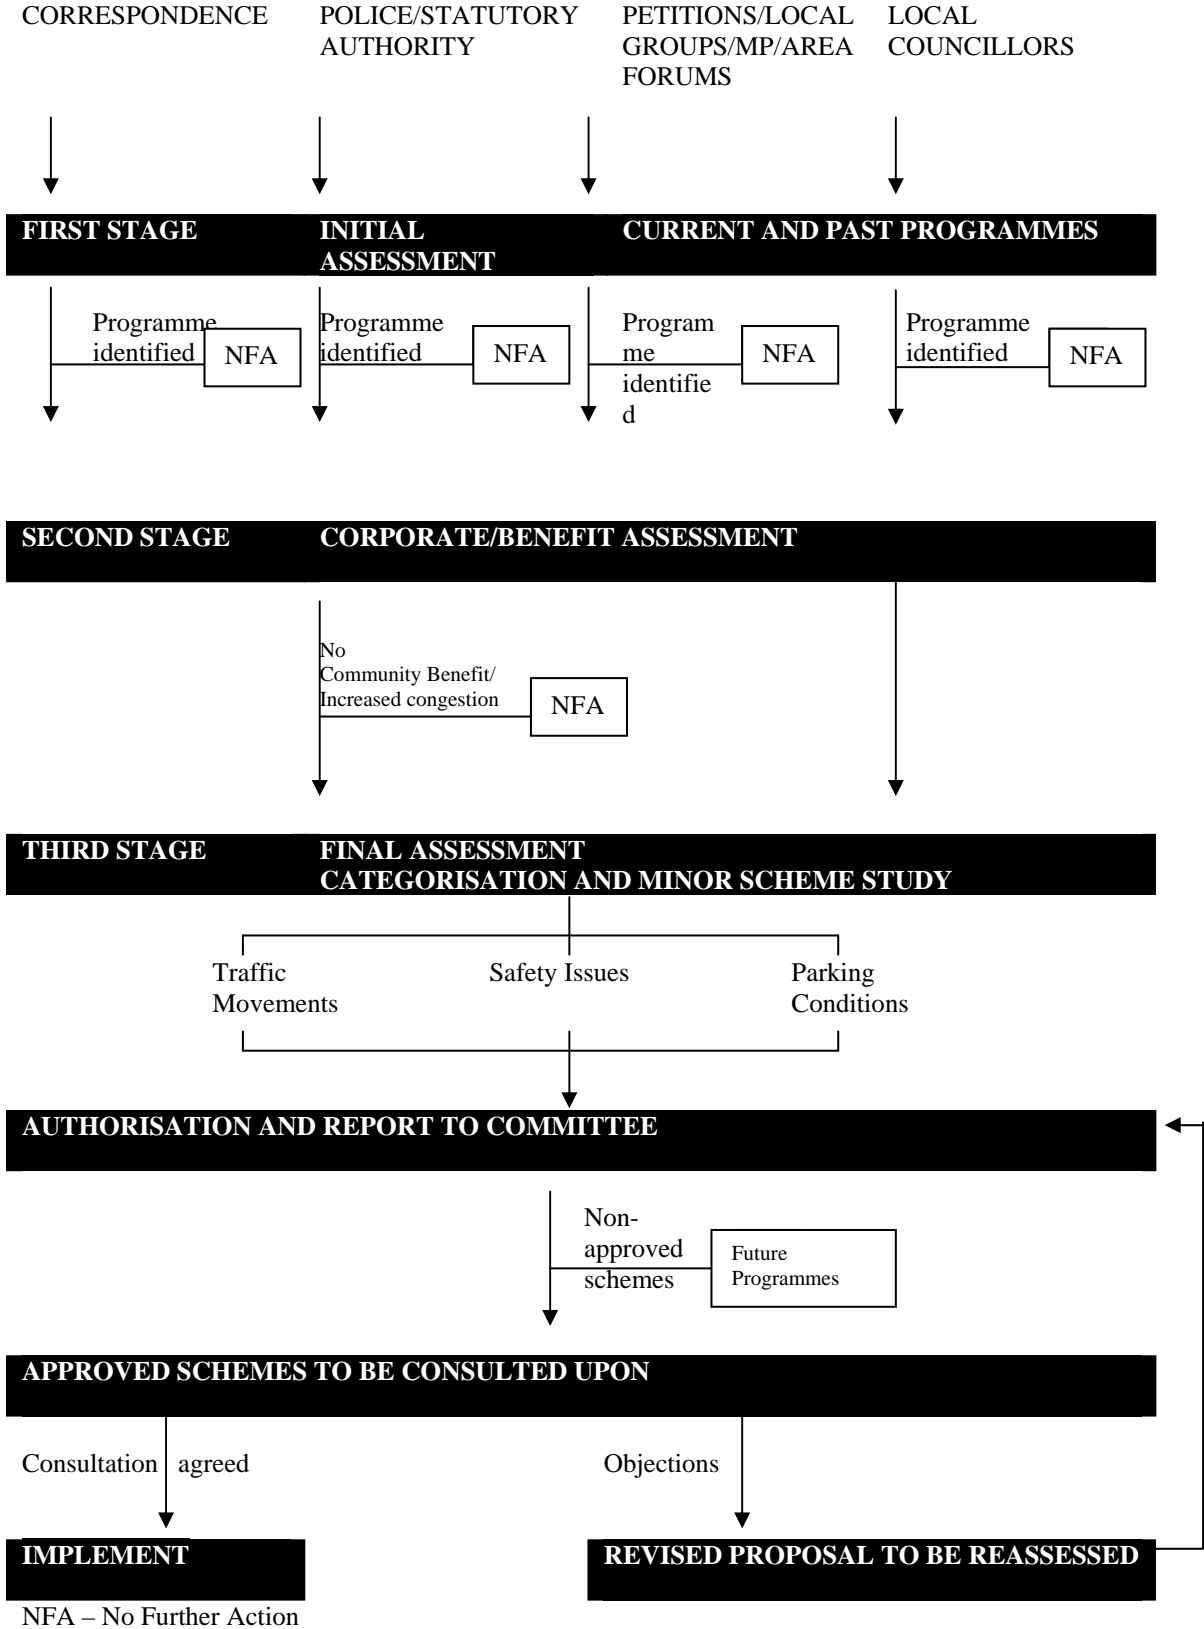 CORRESPONDENCE
POLICE/STATUTORY
AUTHORITY
PETITIONS/LOCAL
GROUPS/MP/AREA
FORUMS
LOCAL
COUNCILLORS
FIRST STAGE
INITIAL
ASSESSMENT
CURRENT AND PAST PROGRAMMES
Programme
identified
NFA
Programme
identified
NFA
Program
me
identifie
d
NFA
Programme
identified
NFA
SECOND STAGE
CORPORATE/BENEFIT ASSESSMENT
No
Community Benefit/
Increased congestion
NFA
THIRD STAGE
FINAL ASSESSMENT
CATEGORISATION AND MINOR SCHEME STUDY
Traffic
Movements
Safety Issues
Parking
Conditions
AUTHORISATION AND REPORT TO COMMITTEE
Non-
approved
schemes
Future
Programmes
APPROVED SCHEMES TO BE CONSULTED UPON
Consultation agreed
Objections
IMPLEMENT
REVISED PROPOSAL TO BE REASSESSED
NFA – No Further Action